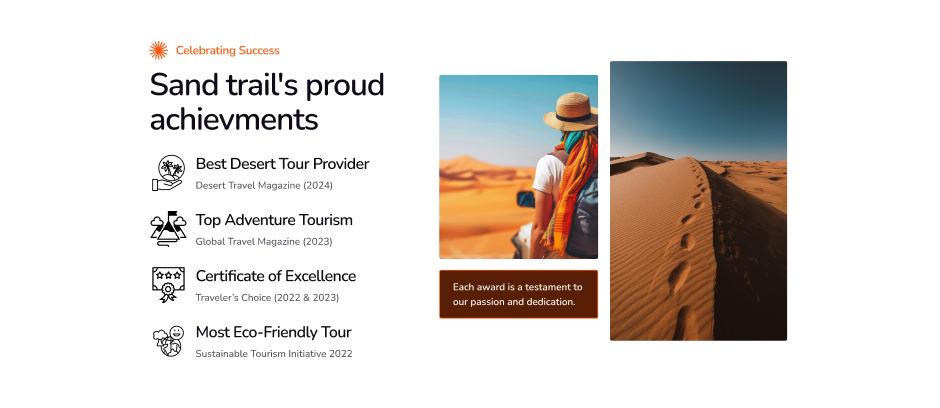 Celebrating Success
Sand trail's proud
achievments
Best Desert Tour Provider
Desert Travel Magazine (2024)
Top Adventure Tourism
Global Travel Magazine (2023)
Certificate of Excellence
Traveler’s Choice (2022 & 2023)
Most Eco-Friendly Tour
Sustainable Tourism Initiative 2022
Each award is a testament to
our passion and dedication.